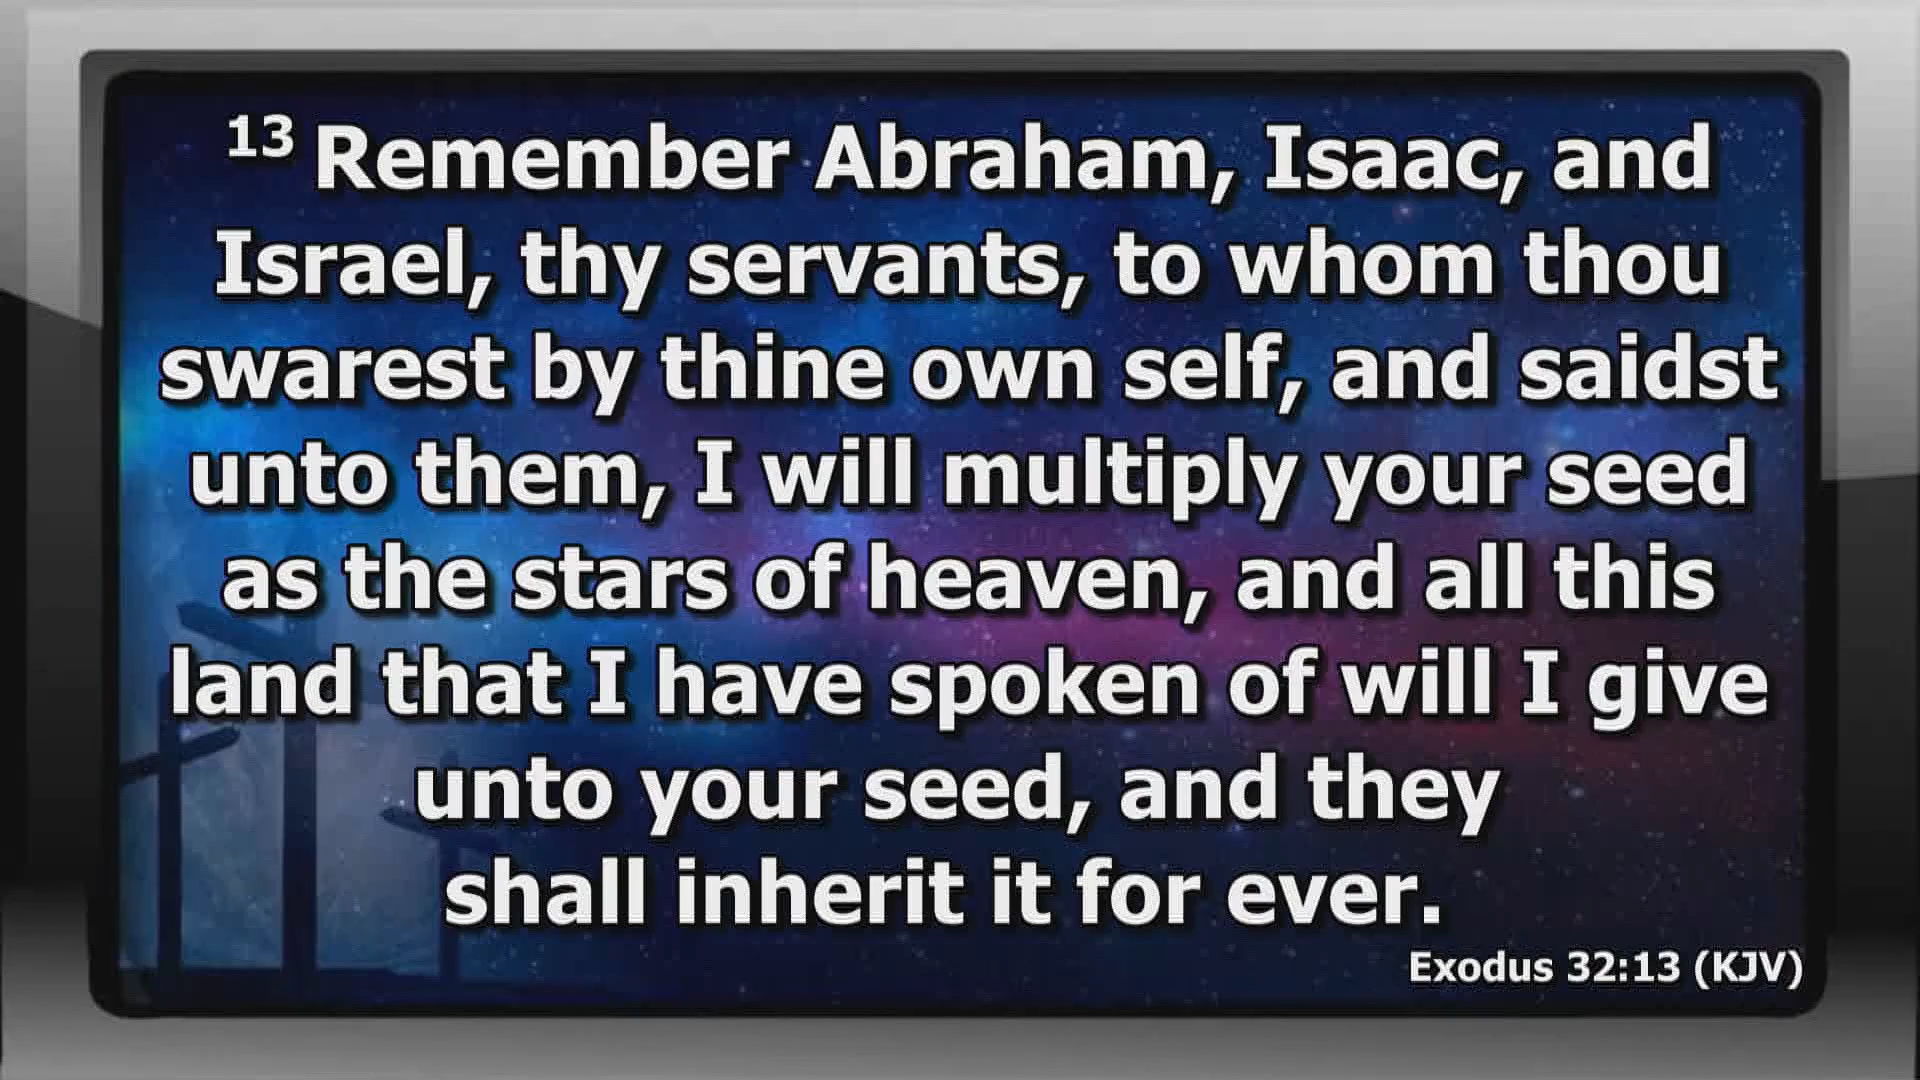 13 Remember Abraham, Isaac, and
Israel, thy servants, to whom thou
swarest by thine own self, and saidst
unto them, I will multiply your seed
as the stars of heaven, and all this
land that I have spoken of will I give
unto your seed, and they
shall inherit it for ever.
Exodus 32:13 (KJV)